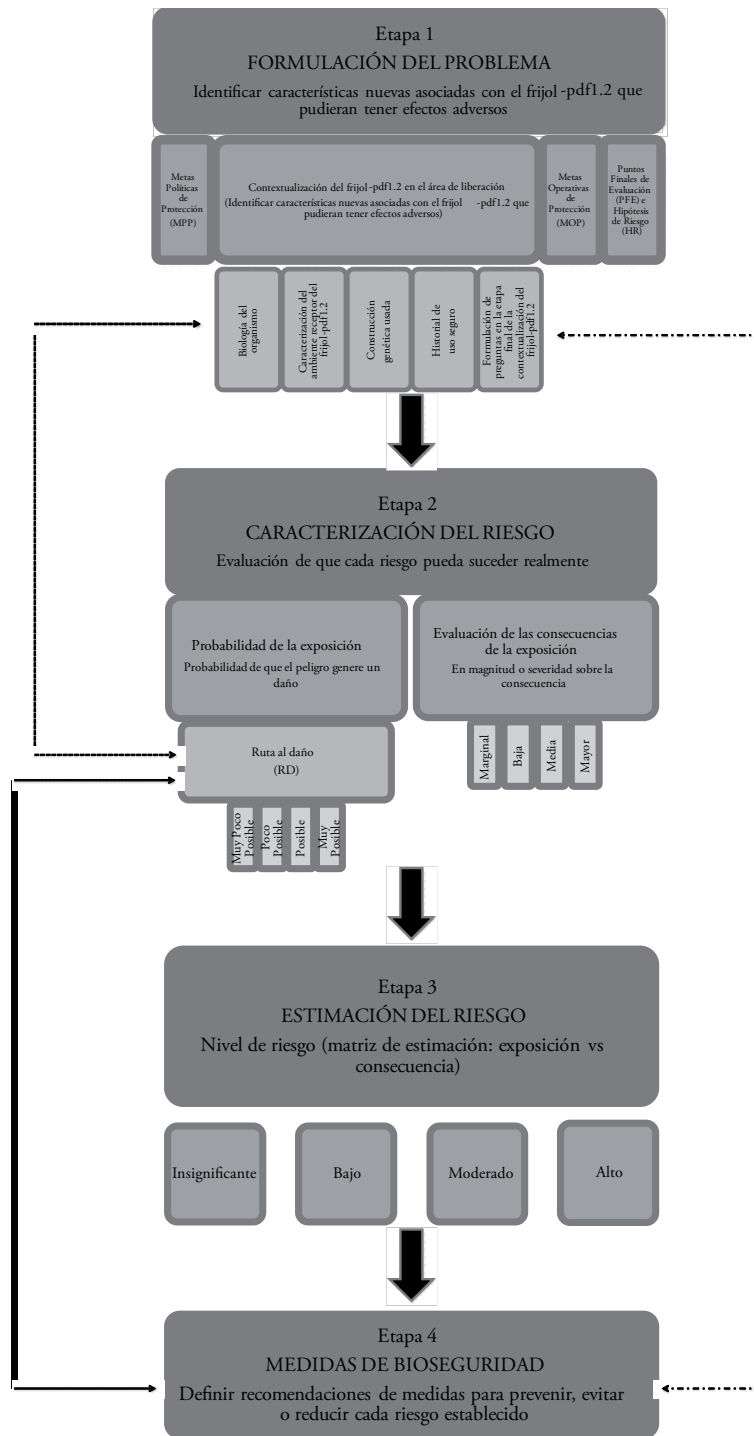 Etapa 1
FORMULACIÓN DEL PROBLEMA
Identificar características nuevas asociadas con el frijol -pdf1.2 que
pudieran tener efectos adversos
Metas
Políticas
de
Protección
(MPP)
Contextualización del frijol -pdf1.2 en el área de liberación
(Identificar características nuevas asociadas con el frijol -pdf1.2 que
pudieran tener efectos adversos)
Metas
Operativas
de
Protección
(MOP)
Puntos
Finales de
Evaluación
(PFE) e
Hipótesis
de Riesgo
(HR)
Biología del
organismo
Caracterización del
ambiente receptor del
frijol -pdf1.2
Construcción
genética usada
Historial de
uso seguro
Formulación de
preguntas en la etapa
final de la
contextualización del
frijol -pdf1.2
Etapa 2
CARACTERIZACIÓN DEL RIESGO
Evaluación de que cada riesgo pueda suceder realmente
Probabilidad de la exposición
Probabilidad de que el peligro genere un
daño
Evaluación de las consecuencias
de la exposición
En magnitud o severidad sobre la
consecuencia
Ruta al daño
(RD)
Marginal
Baja
Media
Mayor
Muy Poco
Posible
Poco
Posible
Posible
Muy
Posible
Etapa 3
ESTIMACIÓN DEL RIESGO
Nivel de riesgo (matriz de estimación: exposición vs
consecuencia)
Insignificante
Bajo
Moderado
Alto
Etapa 4
MEDIDAS DE BIOSEGURIDAD
Definir recomendaciones de medidas para prevenir, evitar
o reducir cada riesgo establecido